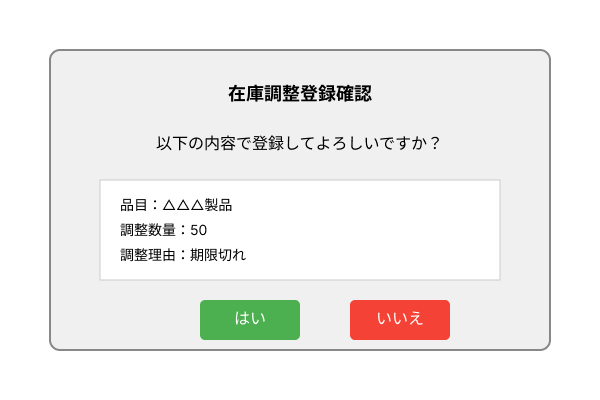 在庫調整登録確認
以下の内容で登録してよろしいですか？
品目：△△△製品
調整数量：50
調整理由：期限切れ
はい
いいえ